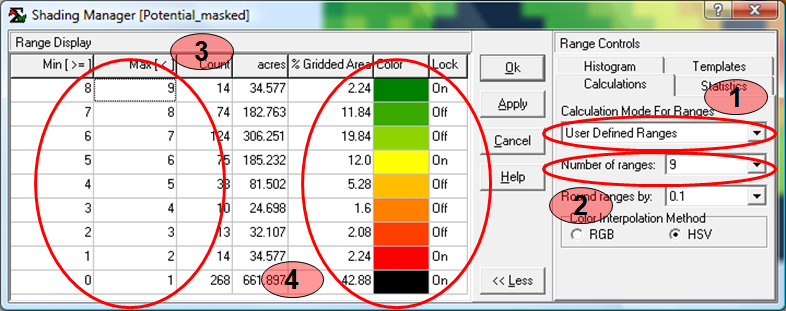 Shading Manager [Potential_masked]
Range Display
Min [ >= ] Max [ < ] Count acres % Gridded Area Color Lock
8 9 14 34.577 2.24 On
7 8 74 182.763 11.84 Off
6 7 124 306.251 19.84 Off
5 6 75 185.232 12.0 On
4 5 33 81.502 5.28 Off
3 4 10 24.698 1.6 Off
2 3 13 32.107 2.08 Off
1 2 14 34.577 2.24 On
0 1 268 661.897 42.88 On
3
4
Ok
Apply
Cancel
Help
<< Less
Range Controls
Histogram Templates
Calculations Statistics
1
Calculation Mode For Ranges
User Defined Ranges
Number of ranges: 9
Round ranges by: 0.1
2
Color Interpolation Method
RGB HSV